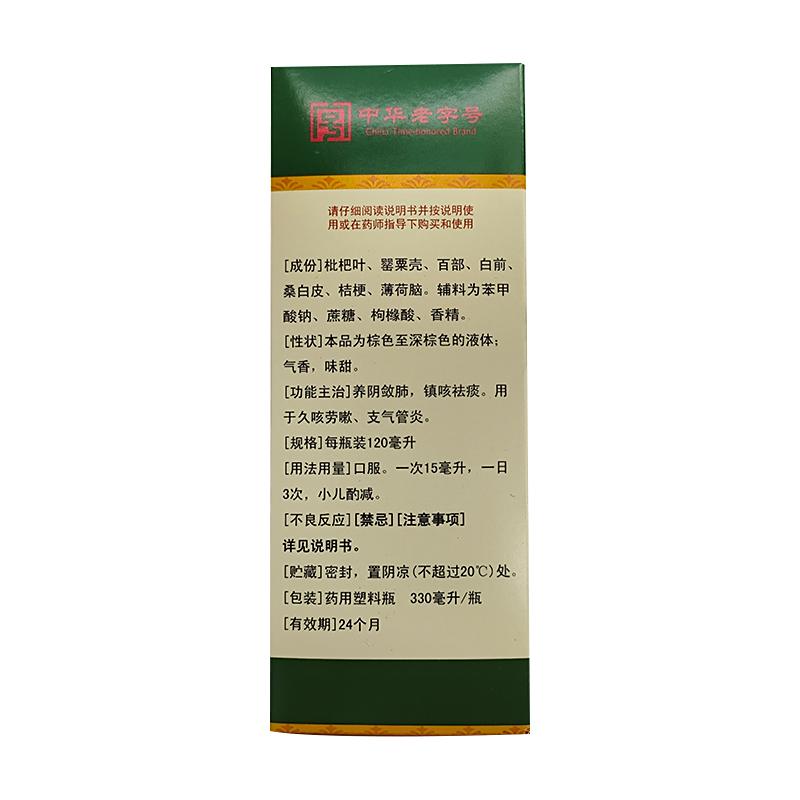 中华老字号
China Time-honored Brand
请仔细阅读说明书并按说明使
用或在药师指导下购买和使用
[成份]枇杷叶、罂粟壳、百部、白前、
桑白皮、桔梗、薄荷脑。辅料为苯甲
酸钠、蔗糖、枸橼酸、香精。
[性状]本品为棕色至深棕色的液体；
气香，味甜。
[功能主治]养阴敛肺，镇咳祛痰。用
于久咳劳嗽、支气管炎。
[规格]每瓶装120毫升
[用法用量]口服。一次15毫升，一日
3次，小儿酌减。
[不良反应][禁忌][注意事项]
详见说明书。
[贮藏]密封，置阴凉(不超过20℃)处。
[包装]药用塑料瓶 330毫升/瓶
[有效期]24个月